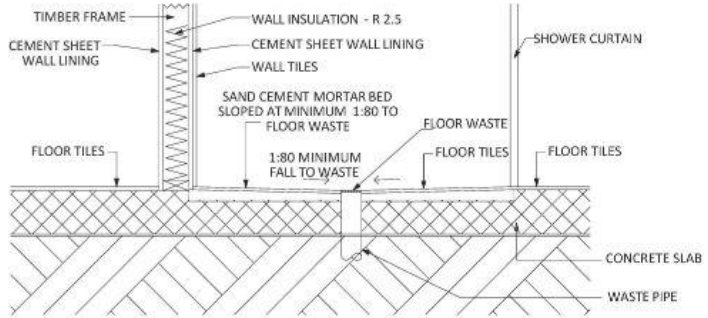 TIMBER FRAME
WALL INSULATION - R 2.5
CEMENT SHEET
WALL LINING
CEMENT SHEET WALL LINING
SHOWER CURTAIN
WALL TILES
SAND CEMENT MORTAR BED
SLOPED AT MINIMUM 1:80 TO
FLOOR WASTE
FLOOR WASTE
FLOOR TILES
1:80 MINIMUM
FALL TO WASTE
FLOOR TILES
FLOOR TILES
CONCRETE SLAB
WASTE PIPE